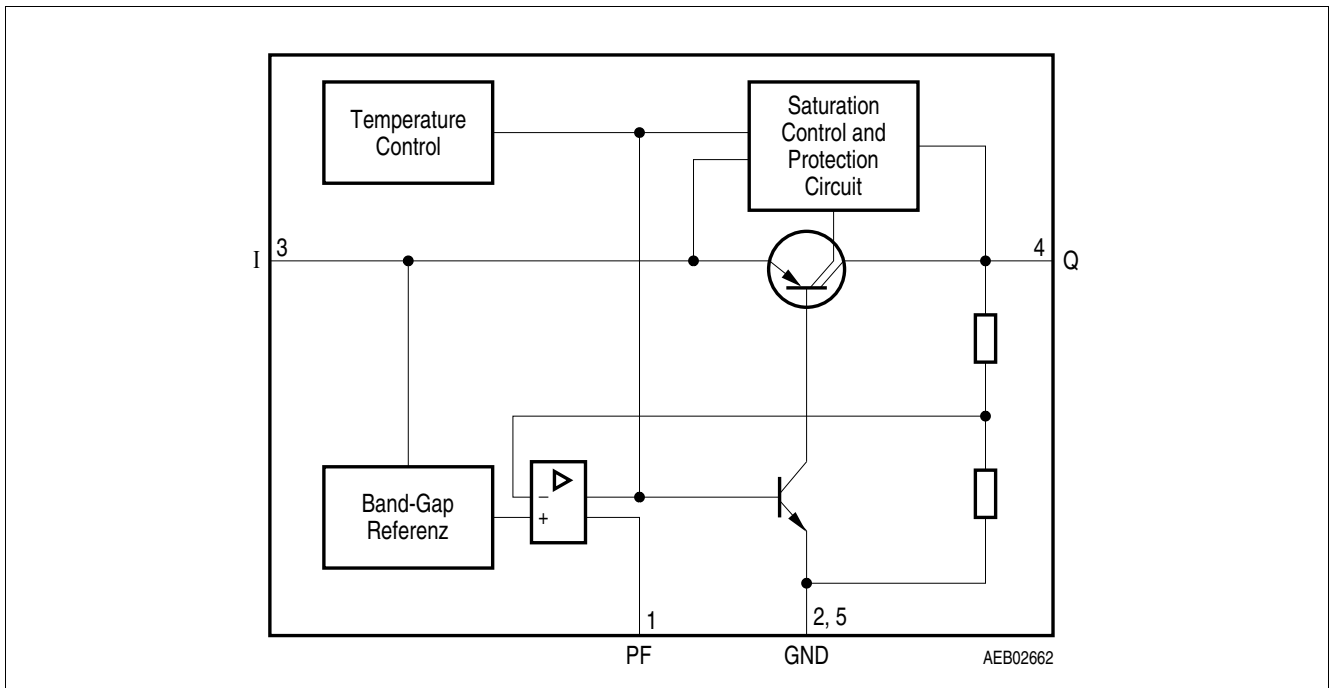 Temperature
Control
Saturation
Control and
Protection
Circuit
I
3
4
Q
Band-Gap
Referenz
−
+
1
2, 5
PF
GND
AEB02662